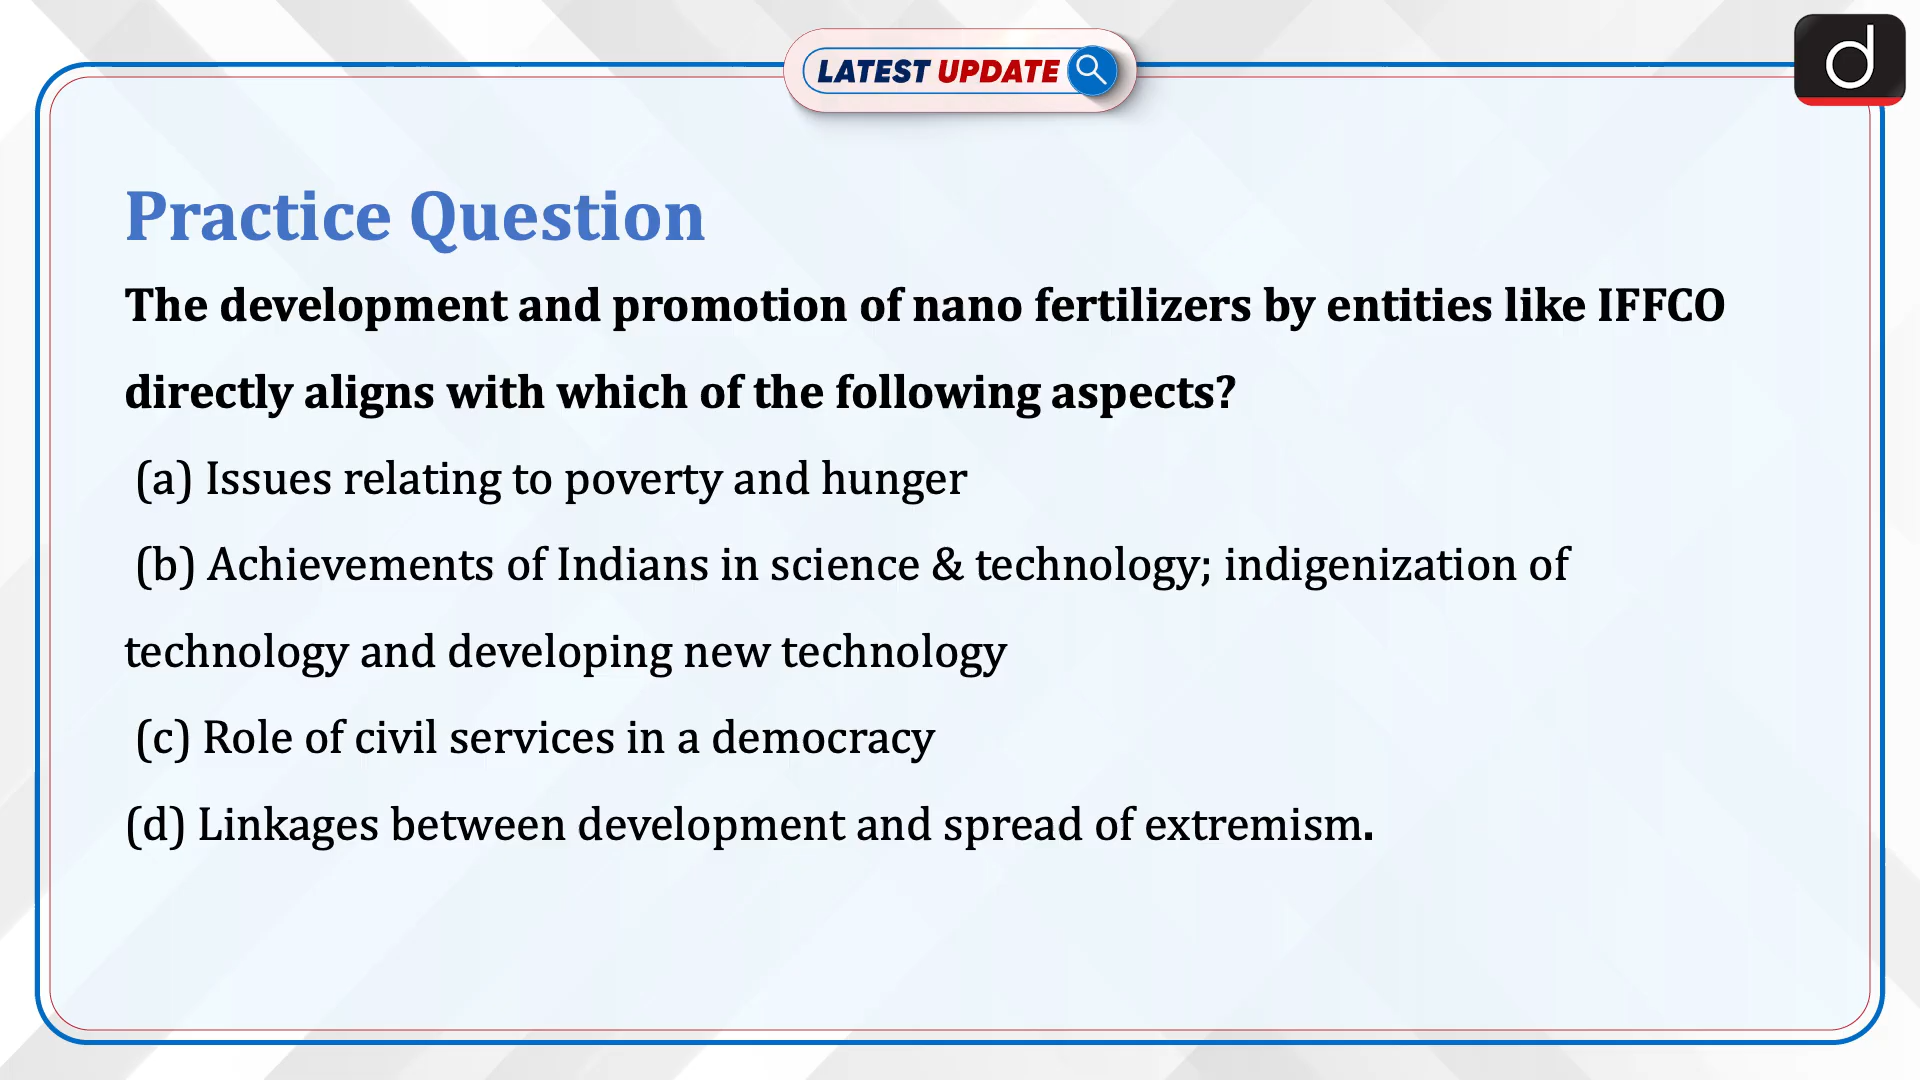 LATEST UPDATE
d
Practice Question
The development and promotion of nano fertilizers by entities like IFFCO
directly aligns with which of the following aspects?
(a) Issues relating to poverty and hunger
(b) Achievements of Indians in science & technology; indigenization of
technology and developing new technology
(c) Role of civil services in a democracy
(d) Linkages between development and spread of extremism.